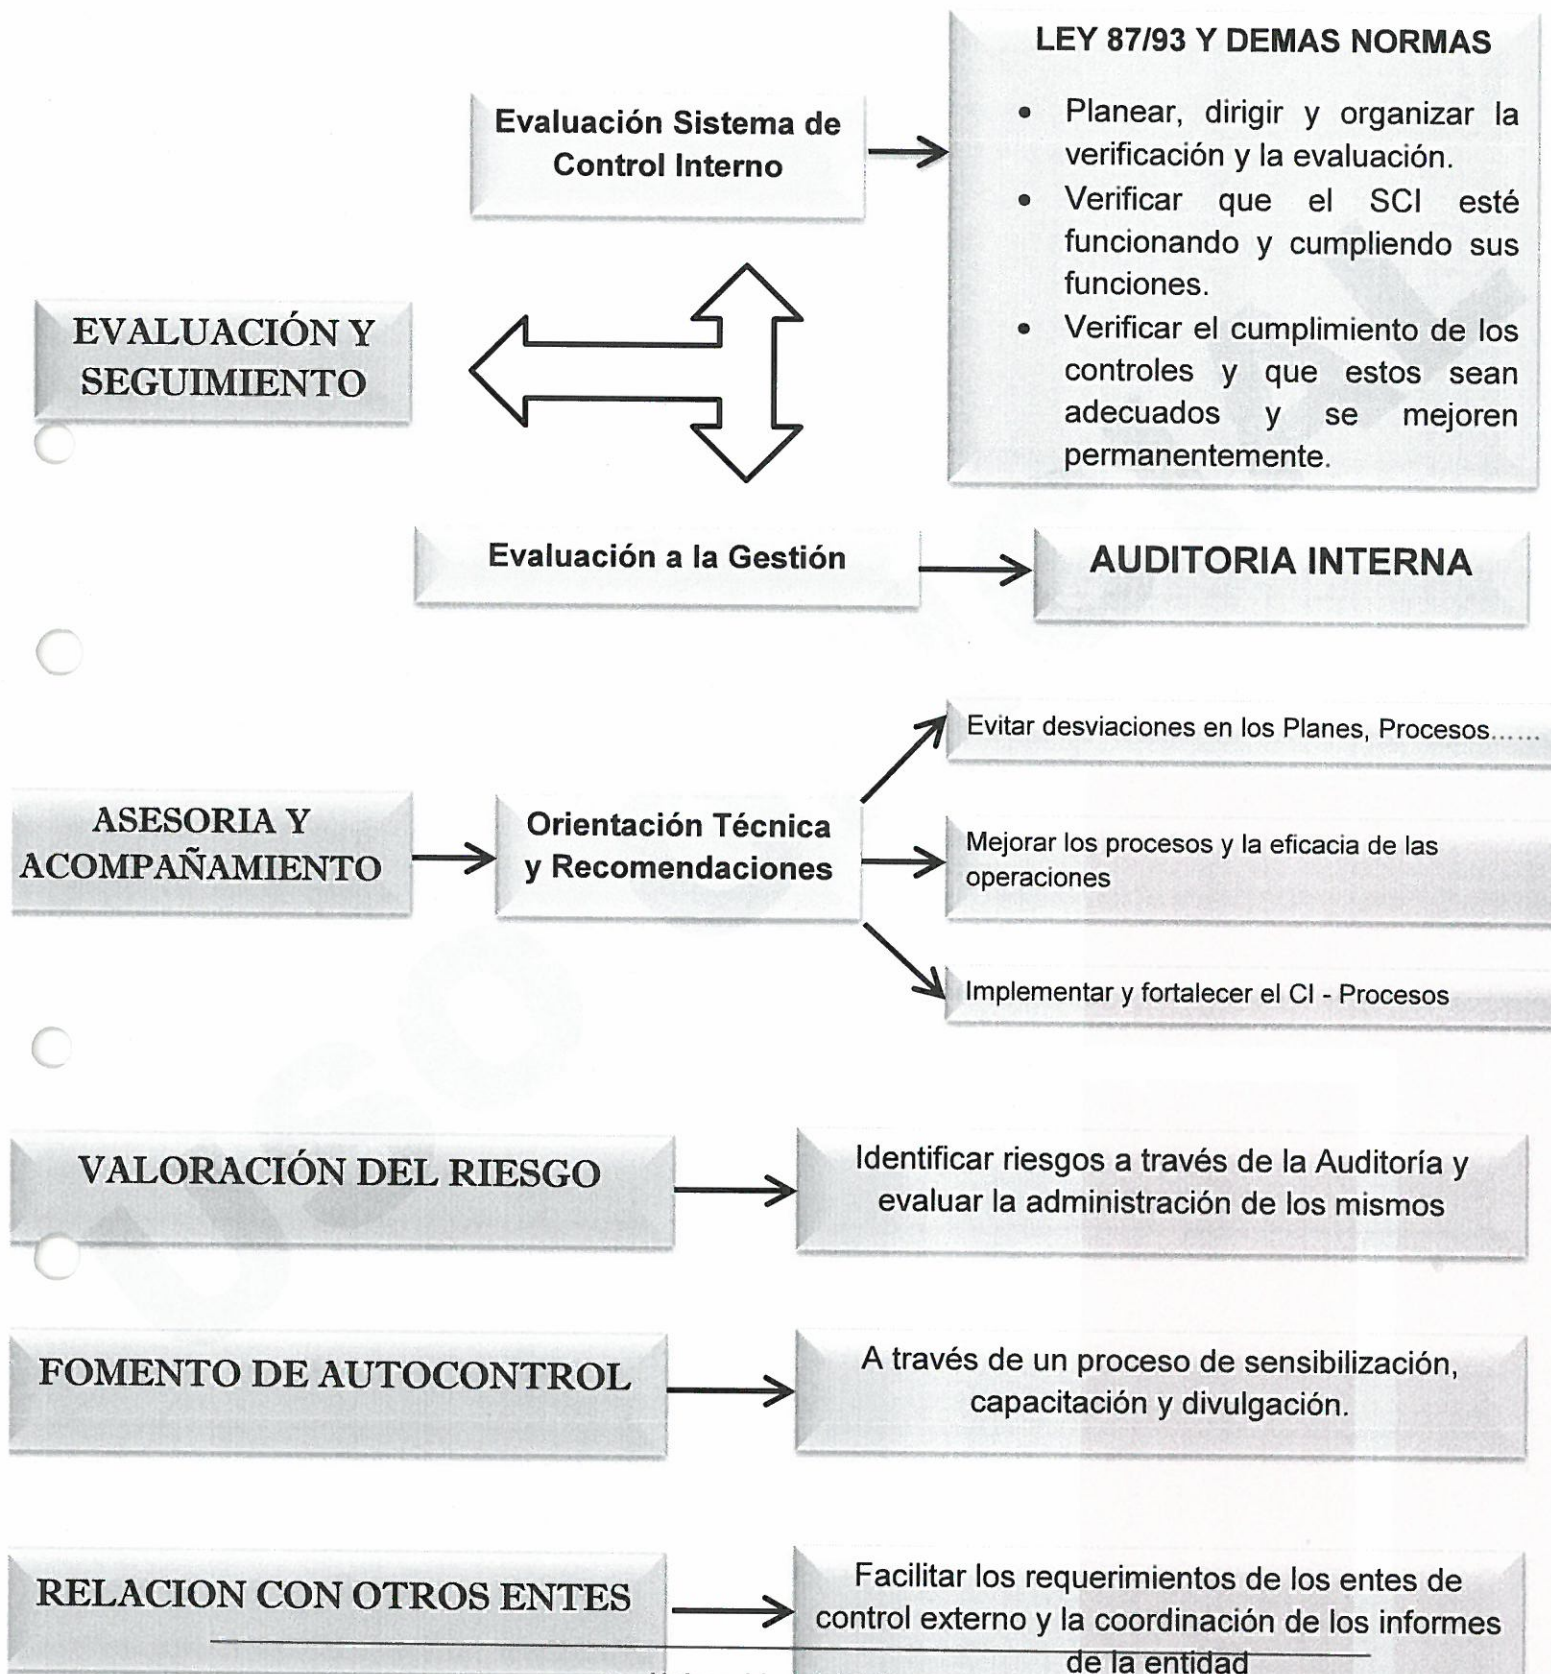 LEY 87/93 Y DEMAS NORMAS
Evaluación Sistema de
Control Interno
• Planear, dirigir y organizar la
verificación y la evaluación.
• Verificar que el SCI esté
funcionando y cumpliendo sus
funciones.
• Verificar el cumplimiento de los
controles y que estos sean
adecuados y se mejoren
permanentemente.
EVALUACIÓN Y
SEGUIMIENTO
Evaluación a la Gestión
AUDITORIA INTERNA
ASESORIA Y
ACOMPAÑAMIENTO
Orientación Técnica
y Recomendaciones
Evitar desviaciones en los Planes, Procesos......
Mejorar los procesos y la eficacia de las
operaciones
Implementar y fortalecer el CI - Procesos
VALORACIÓN DEL RIESGO
Identificar riesgos a través de la Auditoría y
evaluar la administración de los mismos
FOMENTO DE AUTOCONTROL
A través de un proceso de sensibilización,
capacitación y divulgación.
RELACION CON OTROS ENTES
Facilitar los requerimientos de los entes de
control externo y la coordinación de los informes
de la entidad